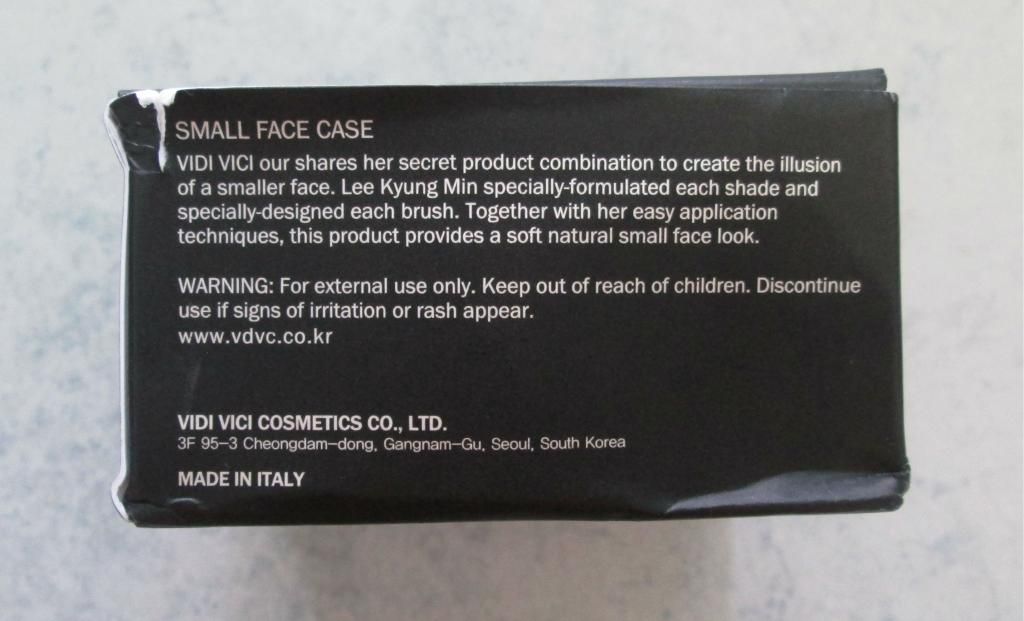 SMALL FACE CASE
VIDI VICI our shares her secret product combination to create the illusion
of a smaller face. Lee Kyung Min specially-formulated each shade and
specially-designed each brush. Together with her easy application
techniques, this product provides a soft natural small face look.
WARNING: For external use only. Keep out of reach of children. Discontinue
use if signs of irritation or rash appear.
www.vdvc.co.kr
VIDI VICI COSMETICS CO., LTD.
3F 95-3 Cheongdam-dong, Gangnam-Gu, Seoul, South Korea
MADE IN ITALY